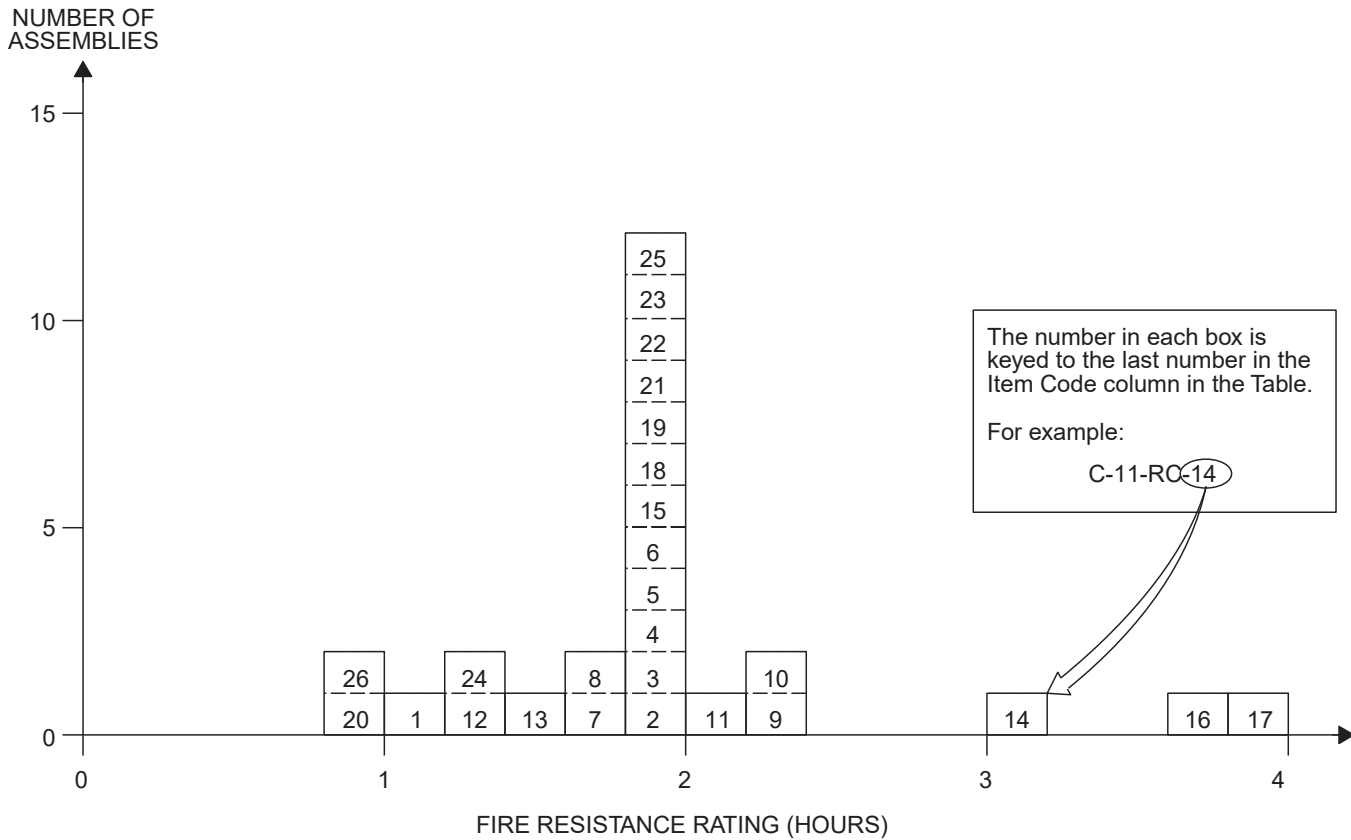 NUMBER OF
ASSEMBLIES
15
10
5
0
25
23
22
21
19
18
15
6
5
4
26 24 8 3 10
20 1 12 13 7 2 11 9 14 16 17
The number in each box is
keyed to the last number in the
Item Code column in the Table.
For example:
C-11-RC-14
0 1 2 3 4
FIRE RESISTANCE RATING (HOURS)